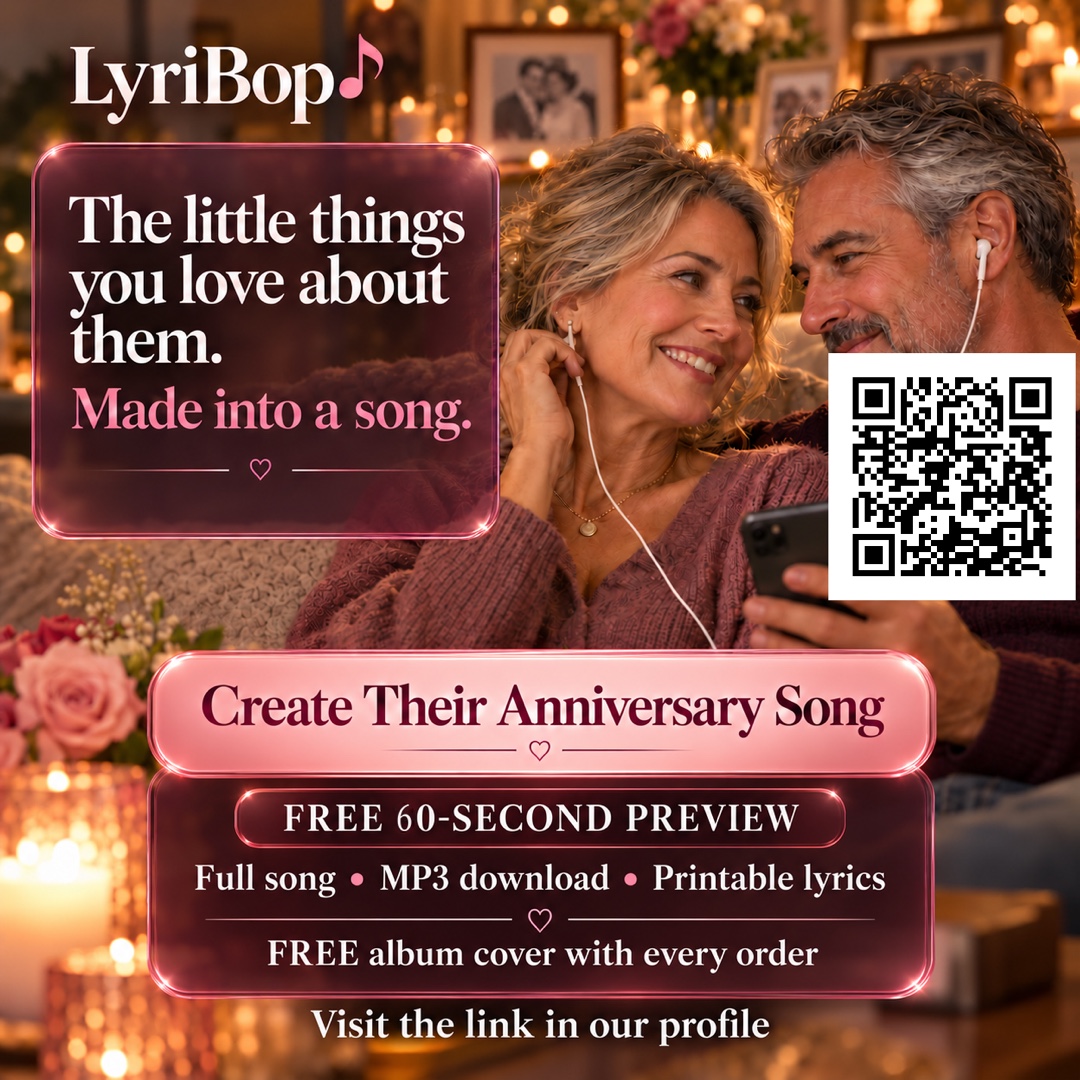 LyriBop
The little things
you love about
them.
Made into a song.
Create Their Anniversary Song
FREE 60-SECOND PREVIEW
Full song • MP3 download • Printable lyrics
FREE album cover with every order
Visit the link in our profile